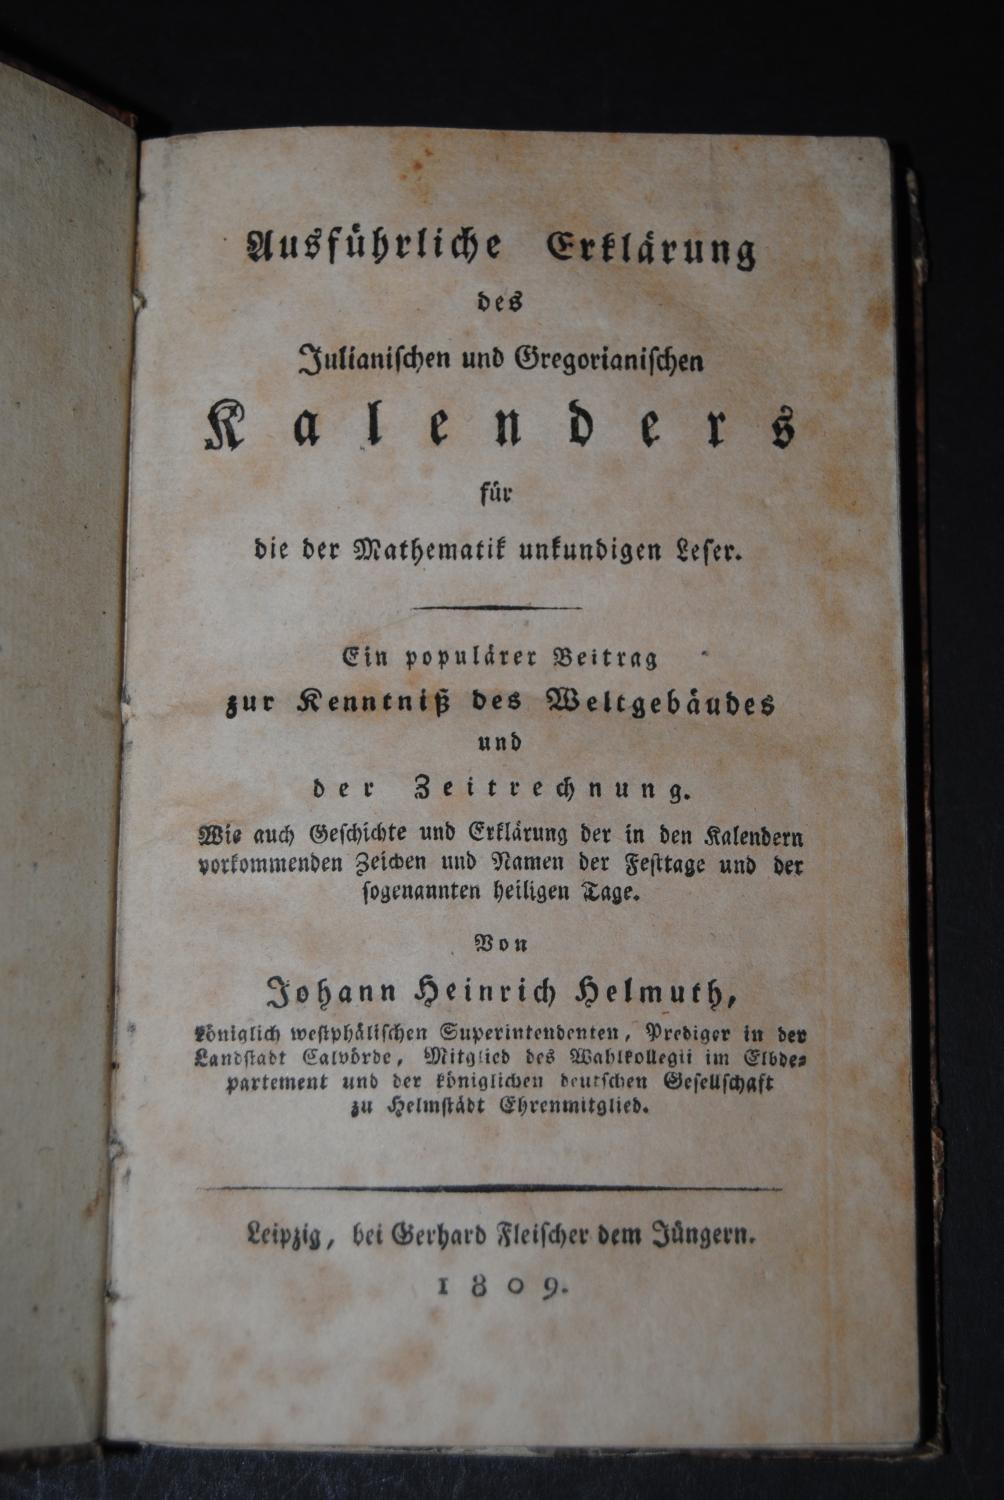 Ausführliche Erklärung
des
Julianischen und Gregorianischen
Kalenders
für
die der Mathematik unkundigen Leser.
Ein populärer Beitrag
zur Kenntniß des Weltgebäudes
und
der Zeitrechnung.
Wie auch Geschichte und Erklärung der in den Kalendern
vorkommenden Zeichen und Namen der Festtage und der
sogenannten heiligen Tage.
Von
Johann Heinrich Helmuth,
königlich westphälischen Superintendenten, Prediger in der
Landstadt Calvörde, Mitglied des Wahlkollegii im Elbde-
partement und der königlichen deutschen Gesellschaft
zu Helmstädt Ehrenmitglied.
Leipzig, bei Gerhard Fleischer dem Jüngern.
1809.